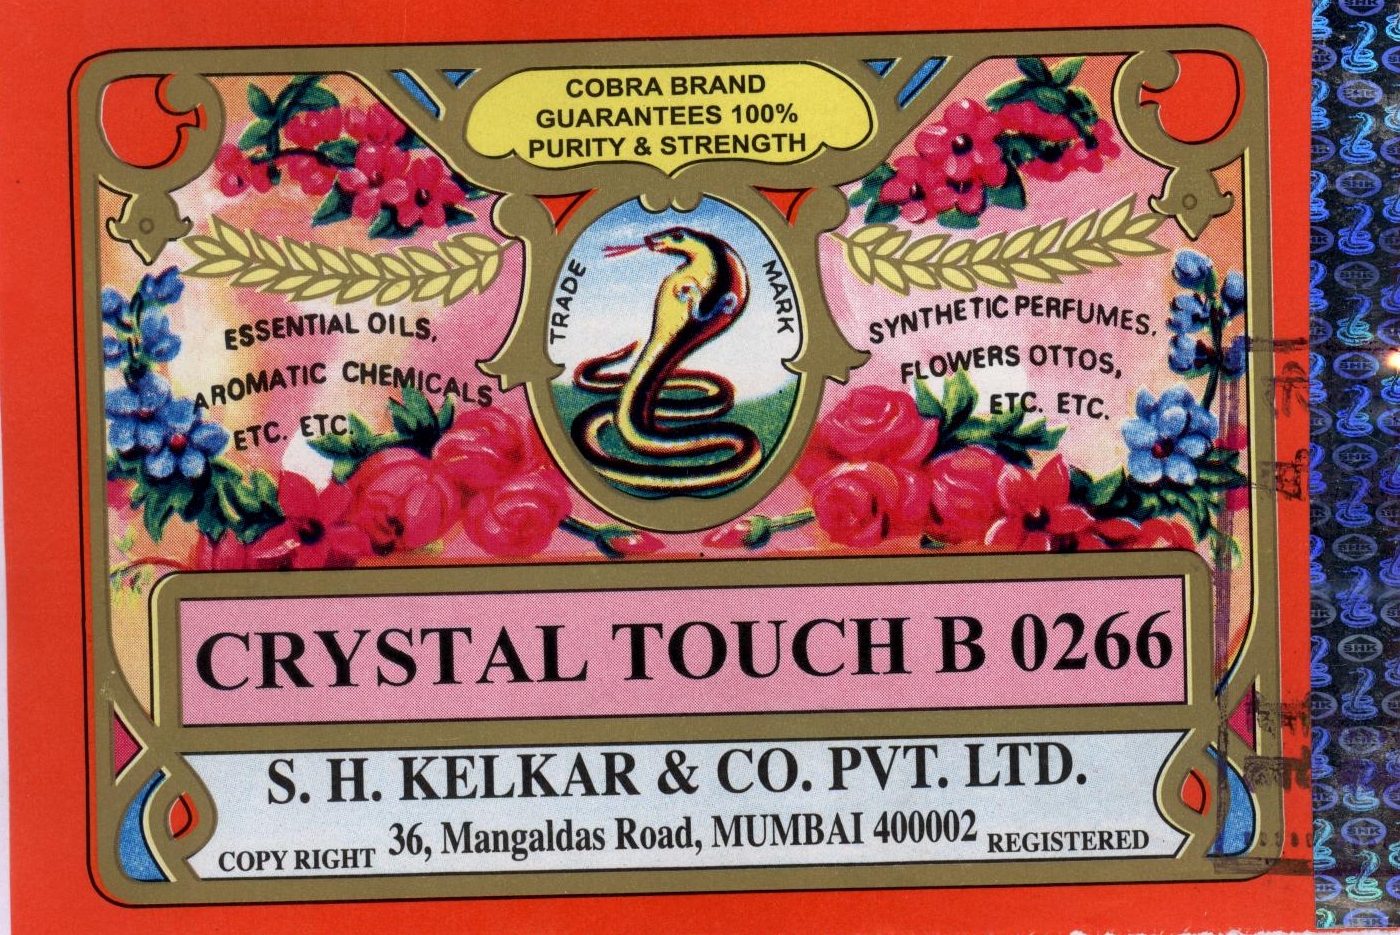 COBRA BRAND
GUARANTEES 100%
PURITY & STRENGTH
TRADE MARK
ESSENTIAL OILS,
AROMATIC CHEMICALS
ETC. ETC.
SYNTHETIC PERFUMES.
FLOWERS OTTOS,
ETC. ETC.
CRYSTAL TOUCH B 0266
S. H. KELKAR & CO. PVT. LTD.
36, Mangaldas Road, MUMBAI 400002
COPY RIGHT REGISTERED
SHK